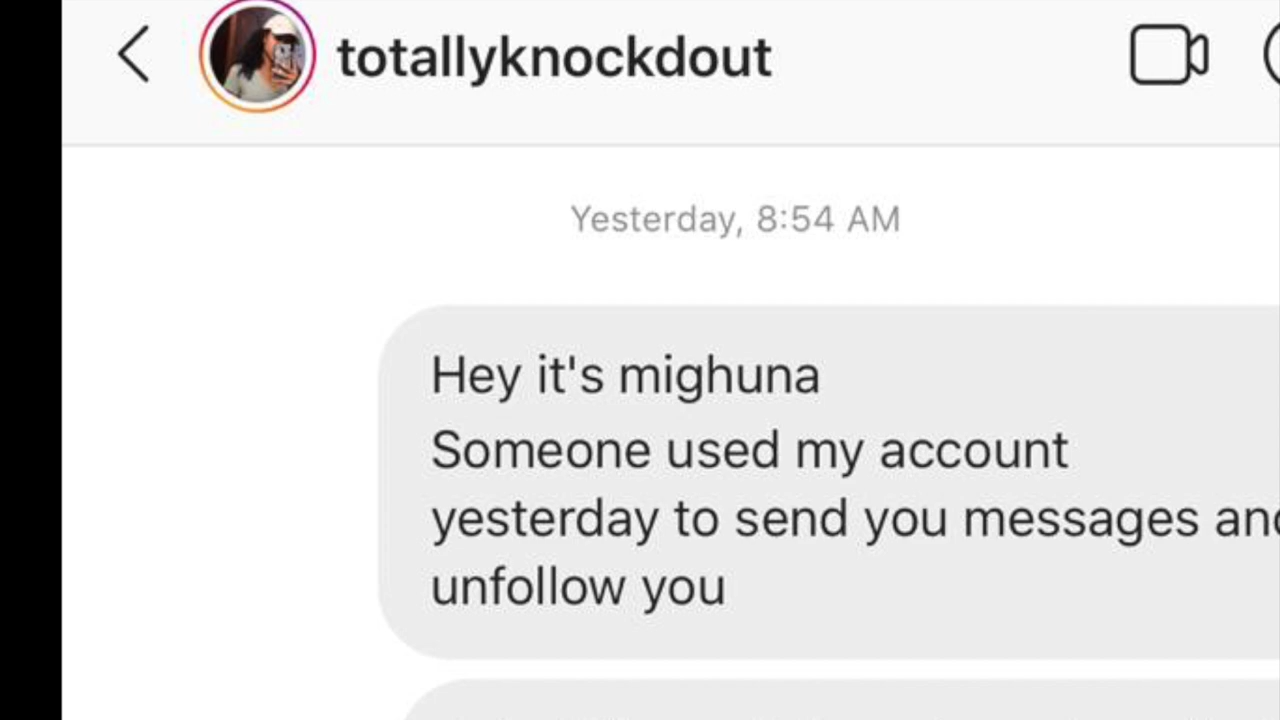 totallyknockdout
Yesterday, 8:54 AM
Hey it's mighuna
Someone used my account
yesterday to send you messages
unfollow you